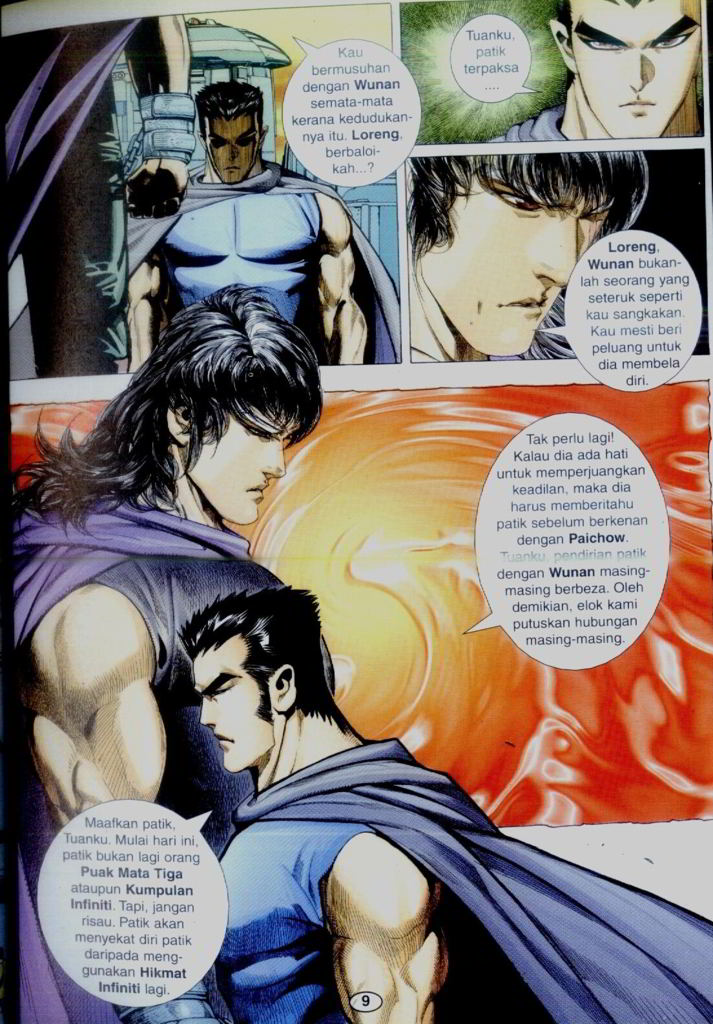 Kau
bermusuhan
dengan Wunan
semata-mata
kerana kedudukan-
nya itu. Loreng,
berbaloi-
kah...?
Tuanku,
patik
terpaksa
....
Loreng,
Wunan bukan-
lah seorang yang
seteruk seperti
kau sangkakan.
Kau mesti beri
peluang untuk
dia membela
diri.
Tak perlu lagi!
Kalau dia ada hati
untuk memperjuangkan
keadilan, maka dia
harus memberitahu
patik sebelum berkenan
dengan Paichow.
Tuanku, pendirian patik
dengan Wunan masing-
masing berbeza. Oleh
demikian, elok kami
putuskan hubungan
masing-masing.
Maafkan patik,
Tuanku. Mulai hari ini,
patik bukan lagi orang
Puak Mata Tiga
ataupun Kumpulan
Infiniti. Tapi, jangan
risau. Patik akan
menyekat diri patik
daripada meng-
gunakan Hikmat
Infiniti lagi.
9